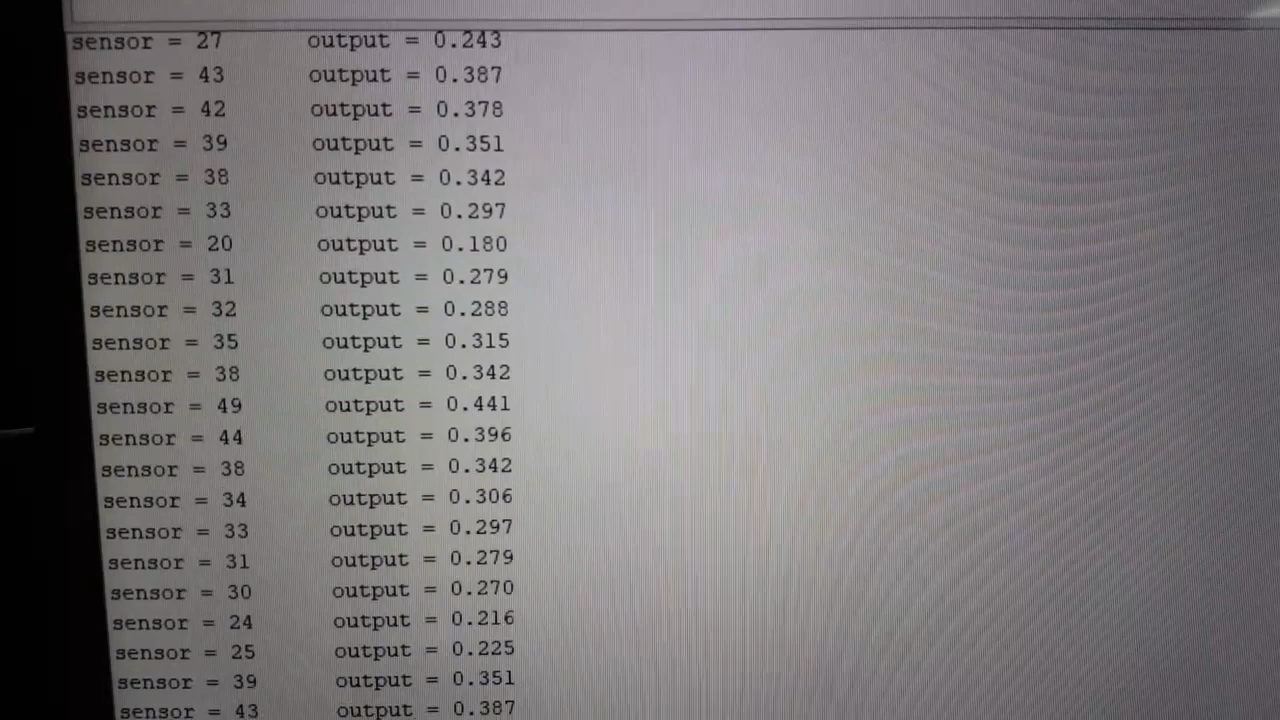 sensor = 27 output = 0.243
sensor = 43 output = 0.387
sensor = 42 output = 0.378
sensor = 39 output = 0.351
sensor = 38 output = 0.342
sensor = 33 output = 0.297
sensor = 20 output = 0.180
sensor = 31 output = 0.279
sensor = 32 output = 0.288
sensor = 35 output = 0.315
sensor = 38 output = 0.342
sensor = 49 output = 0.441
sensor = 44 output = 0.396
sensor = 38 output = 0.342
sensor = 34 output = 0.306
sensor = 33 output = 0.297
sensor = 31 output = 0.279
sensor = 30 output = 0.270
sensor = 24 output = 0.216
sensor = 25 output = 0.225
sensor = 39 output = 0.351
sensor = 43 output = 0.387